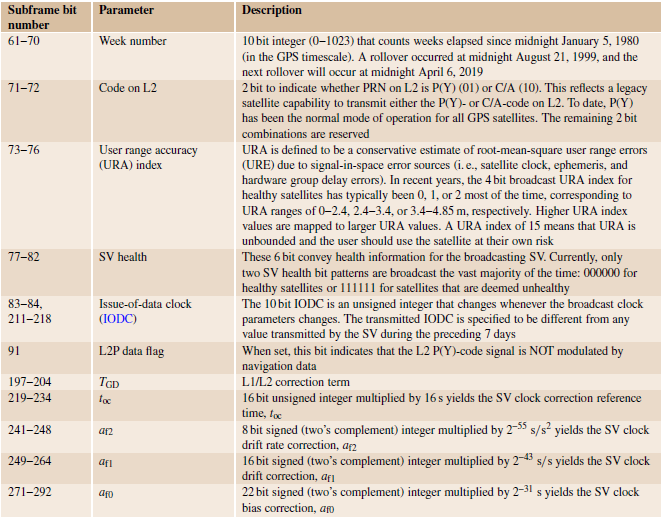 Subframe bit number Parameter Description
61–70 Week number 10 bit integer (0–1023) that counts weeks elapsed since midnight January 5, 1980
(in the GPS timescale). A rollover occurred at midnight August 21, 1999, and the
next rollover will occur at midnight April 6, 2019
71–72 Code on L2 2 bit to indicate whether PRN on L2 is P(Y) (01) or C/A (10). This reflects a legacy
satellite capability to transmit either the P(Y)- or C/A-code on L2. To date, P(Y)
has been the normal mode of operation for all GPS satellites. The remaining 2 bit
combinations are reserved
73–76 User range accuracy (URA) index URA is defined to be a conservative estimate of root-mean-square user range errors
(URE) due to signal-in-space error sources (i. e., satellite clock, ephemeris, and
hardware group delay errors). In recent years, the 4 bit broadcast URA index for
healthy satellites has typically been 0, 1, or 2 most of the time, corresponding to
URA ranges of 0–2.4, 2.4–3.4, or 3.4–4.85 m, respectively. Higher URA index
values are mapped to larger URA values. A URA index of 15 means that URA is
unbounded and the user should use the satellite at their own risk
77–82 SV health These 6 bit convey health information for the broadcasting SV. Currently, only
two SV health bit patterns are broadcast the vast majority of the time: 000000 for
healthy satellites or 111111 for satellites that are deemed unhealthy
83–84, 211–218 Issue-of-data clock (IODC) The 10 bit IODC is an unsigned integer that changes whenever the broadcast clock
parameters changes. The transmitted IODC is specified to be different from any
value transmitted by the SV during the preceding 7 days
91 L2P data flag When set, this bit indicates that the L2 P(Y)-code signal is NOT modulated by
navigation data
197–204 T_GD L1/L2 correction term
219–234 t_oc 16 bit unsigned integer multiplied by 16 s yields the SV clock correction reference
time, t_oc
241–248 a_f2 8 bit signed (two's complement) integer multiplied by 2^−55 s/s^2 yields the SV clock
drift rate correction, a_f2
249–264 a_f1 16 bit signed (two's complement) integer multiplied by 2^−43 s/s yields the SV clock
drift correction, a_f1
271–292 a_f0 22 bit signed (two's complement) integer multiplied by 2^−31 s yields the SV clock
bias correction, a_f0